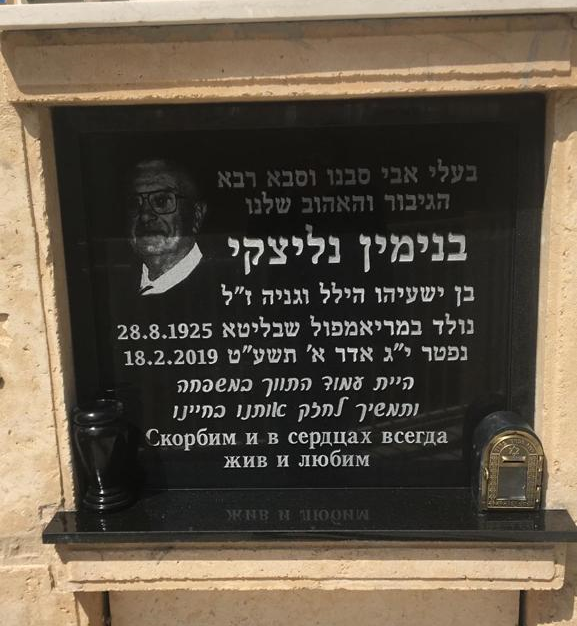 בעלי אבי סבנו וסבא רבא
הגיבור והאהוב שלנו
בנימין נליצקי
בן ישעיהו הילל וגניה ז"ל
נולד במריאמפול שבליטא 28.8.1925
נפטר י"ג אדר א' תשע"ט 18.2.2019
היית עמוד התווך במשפחה
ותמשיך לחזק אותנו בחיינו
Скорбим и в сердцах всегда
жив и любим